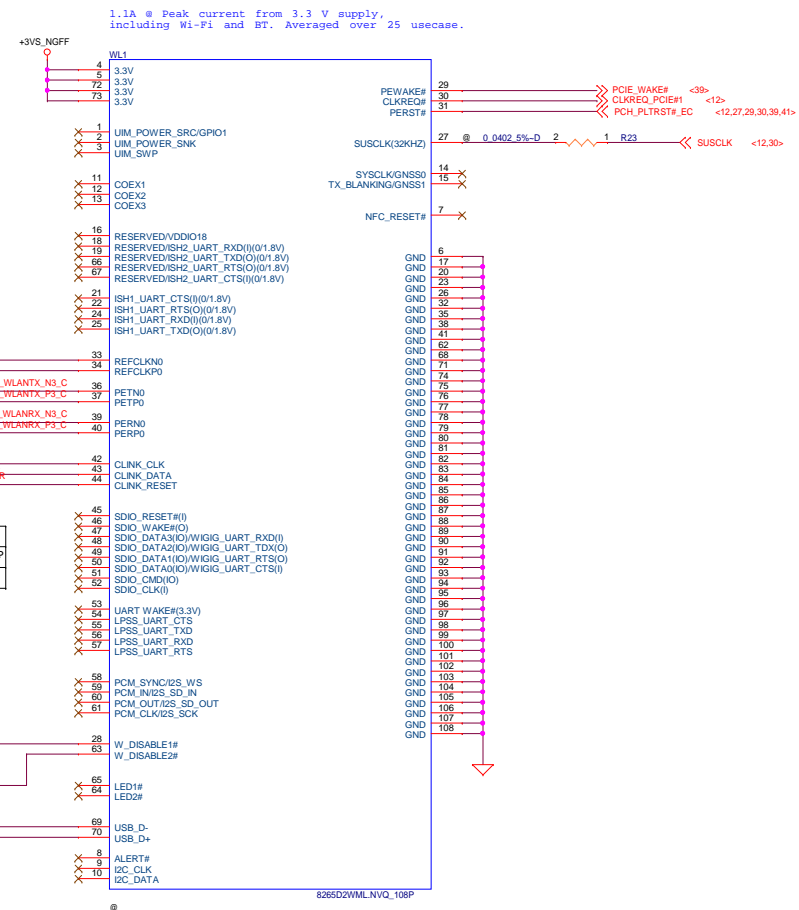 1.1A @ Peak current from 3.3 V supply,
including Wi-Fi and BT. Averaged over 25 usecase.
+3VS_NGFF
WL1
4 3.3V
5 3.3V
72 3.3V
73 3.3V
1 UIM_POWER_SRC/GPIO1
2 UIM_POWER_SNK
3 UIM_SWP
11 COEX1
12 COEX2
13 COEX3
16 RESERVED/VDDIO18
18 RESERVED/ISH2_UART_RXD(I)(0/1.8V)
19 RESERVED/ISH2_UART_TXD(O)(0/1.8V)
66 RESERVED/ISH2_UART_RTS(O)(0/1.8V)
67 RESERVED/ISH2_UART_CTS(I)(0/1.8V)
21 ISH1_UART_CTS(I)(0/1.8V)
22 ISH1_UART_RTS(O)(0/1.8V)
24 ISH1_UART_RXD(I)(0/1.8V)
25 ISH1_UART_TXD(O)(0/1.8V)
33 REFCLKN0
34 REFCLKP0
_WLANTX_N3_C 36 PETN0
_WLANTX_P3_C 37 PETP0
_WLANRX_N3_C 39 PERN0
_WLANRX_P3_C 40 PERP0
42 CLINK_CLK
43 CLINK_DATA
R 44 CLINK_RESET
45 SDIO_RESET#(I)
46 SDIO_WAKE#(O)
47 SDIO_DATA3(IO)/WIGIG_UART_RXD(I)
48 SDIO_DATA2(IO)/WIGIG_UART_TDX(O)
49 SDIO_DATA1(IO)/WIGIG_UART_RTS(O)
50 SDIO_DATA0(IO)/WIGIG_UART_CTS(I)
51 SDIO_CMD(IO)
52 SDIO_CLK(I)
53 UART WAKE#(3.3V)
54 LPSS_UART_CTS
55 LPSS_UART_TXD
56 LPSS_UART_RXD
57 LPSS_UART_RTS
58 PCM_SYNC/I2S_WS
59 PCM_IN/I2S_SD_IN
60 PCM_OUT/I2S_SD_OUT
61 PCM_CLK/I2S_SCK
28 W_DISABLE1#
63 W_DISABLE2#
65 LED1#
64 LED2#
69 USB_D-
70 USB_D+
8 ALERT#
9 I2C_CLK
10 I2C_DATA
PEWAKE# 29 PCIE_WAKE# <39>
CLKREQ# 30 CLKREQ_PCIE#1 <12>
PERST# 31 PCH_PLTRST#_EC <12,27,29,30,39,41>
SUSCLK(32KHZ) 27 @ 0_0402_5%~D 2 1 R23 SUSCLK <12,30>
SYSCLK/GNSS0 14
TX_BLANKING/GNSS1 15
NFC_RESET# 7
GND 6
GND 17
GND 20
GND 23
GND 26
GND 32
GND 35
GND 38
GND 41
GND 62
GND 68
GND 71
GND 74
GND 75
GND 76
GND 77
GND 78
GND 79
GND 80
GND 81
GND 82
GND 83
GND 84
GND 85
GND 86
GND 87
GND 88
GND 89
GND 90
GND 91
GND 92
GND 93
GND 94
GND 95
GND 96
GND 97
GND 98
GND 99
GND 100
GND 101
GND 102
GND 103
GND 104
GND 105
GND 106
GND 107
GND 108
8265D2WML.NVQ_108P
@